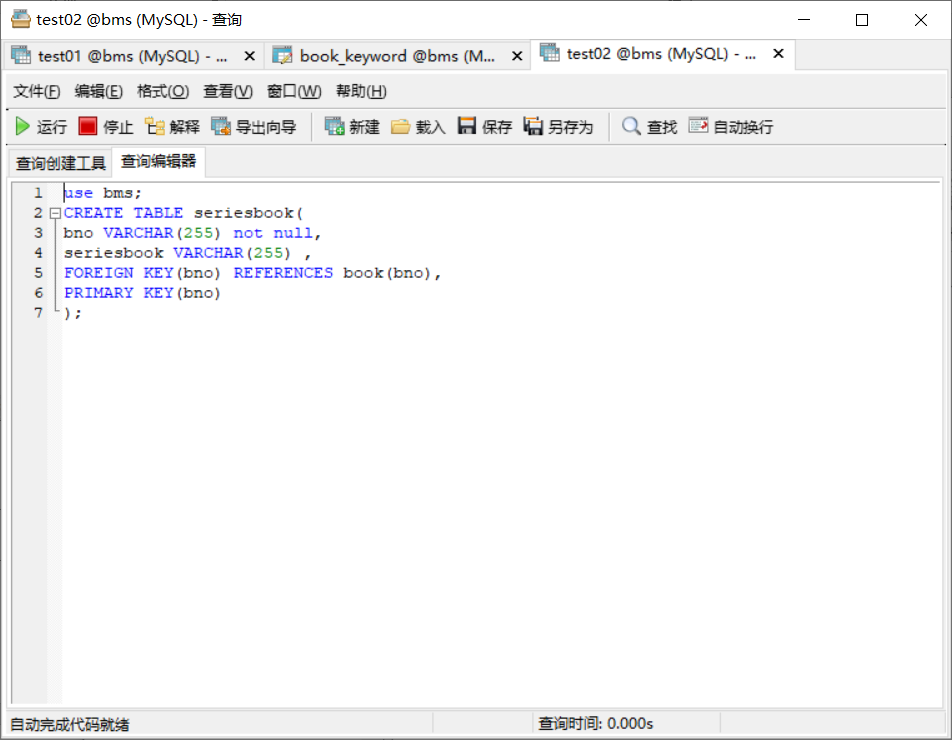 test02 @bms (MySQL) - 查询
test01 @bms (MySQL) - ... book_keyword @bms (M... test02 @bms (MySQL) - ...
文件(F) 编辑(E) 格式(O) 查看(V) 窗口(W) 帮助(H)
运行 停止 解释 导出向导 新建 载入 保存 另存为 查找 自动换行
查询创建工具 查询编辑器
1 use bms;
2 CREATE TABLE seriesbook(
3 bno VARCHAR(255) not null,
4 seriesbook VARCHAR(255) ,
5 FOREIGN KEY(bno) REFERENCES book(bno),
6 PRIMARY KEY(bno)
7 );
自动完成代码就绪 查询时间: 0.000s